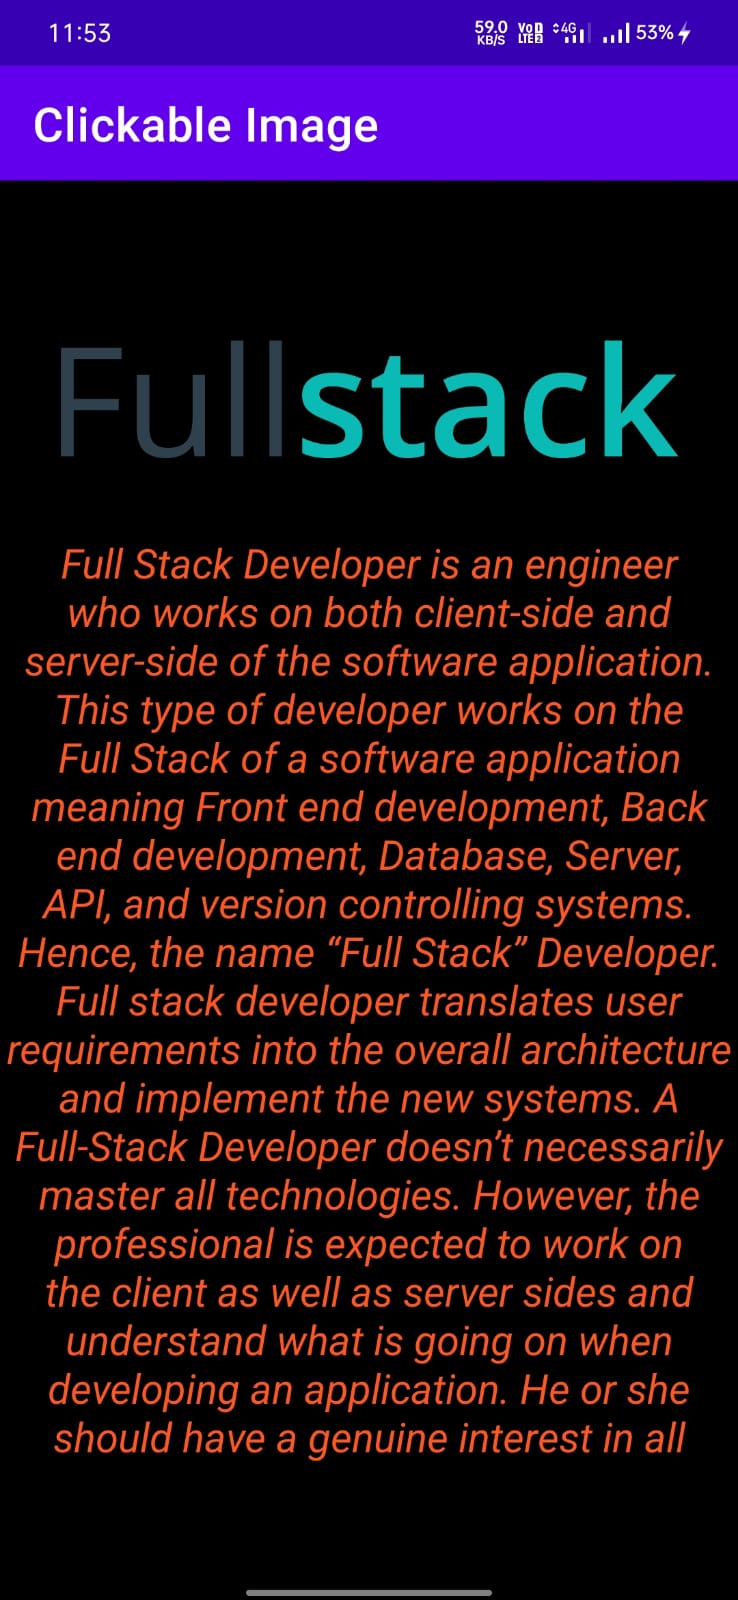 11:53
59.0 KB/S VoD LTE2 4G 53%
Clickable Image
Fullstack
Full Stack Developer is an engineer
who works on both client-side and
server-side of the software application.
This type of developer works on the
Full Stack of a software application
meaning Front end development, Back
end development, Database, Server,
API, and version controlling systems.
Hence, the name “Full Stack” Developer.
Full stack developer translates user
requirements into the overall architecture
and implement the new systems. A
Full-Stack Developer doesn’t necessarily
master all technologies. However, the
professional is expected to work on
the client as well as server sides and
understand what is going on when
developing an application. He or she
should have a genuine interest in all